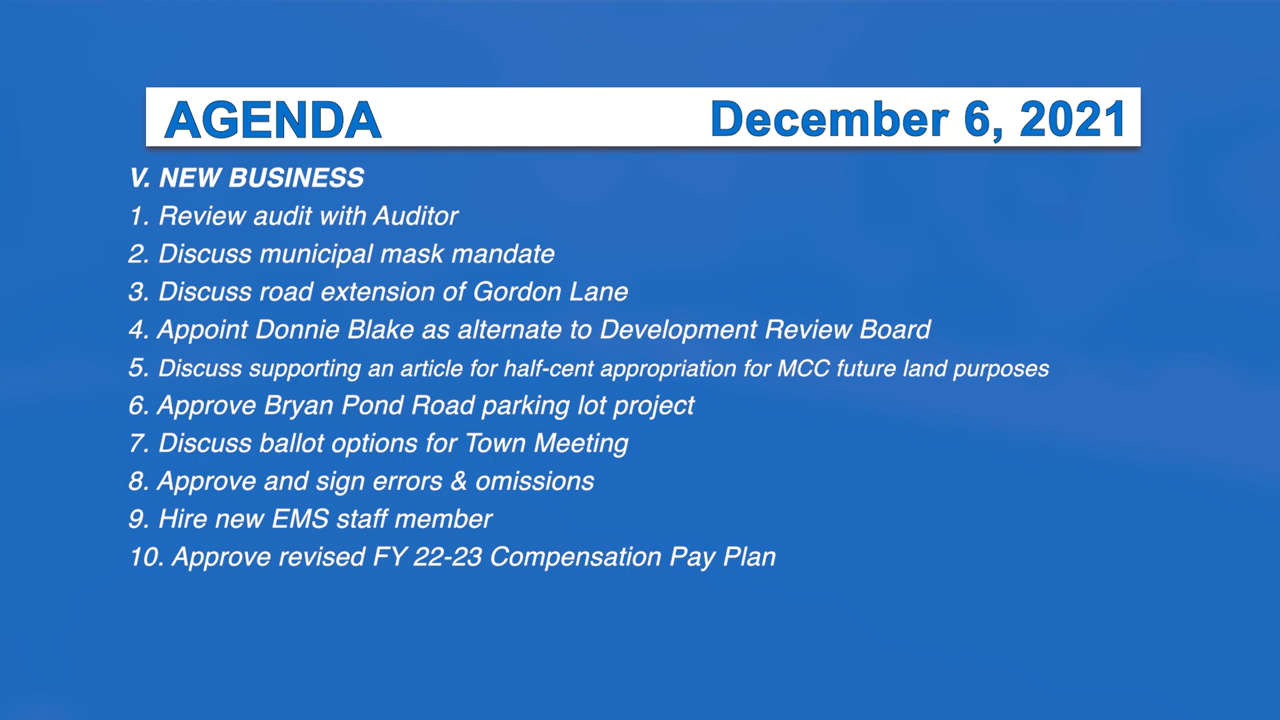 AGENDA December 6, 2021
V. NEW BUSINESS
1. Review audit with Auditor
2. Discuss municipal mask mandate
3. Discuss road extension of Gordon Lane
4. Appoint Donnie Blake as alternate to Development Review Board
5. Discuss supporting an article for half-cent appropriation for MCC future land purposes
6. Approve Bryan Pond Road parking lot project
7. Discuss ballot options for Town Meeting
8. Approve and sign errors & omissions
9. Hire new EMS staff member
10. Approve revised FY 22-23 Compensation Pay Plan